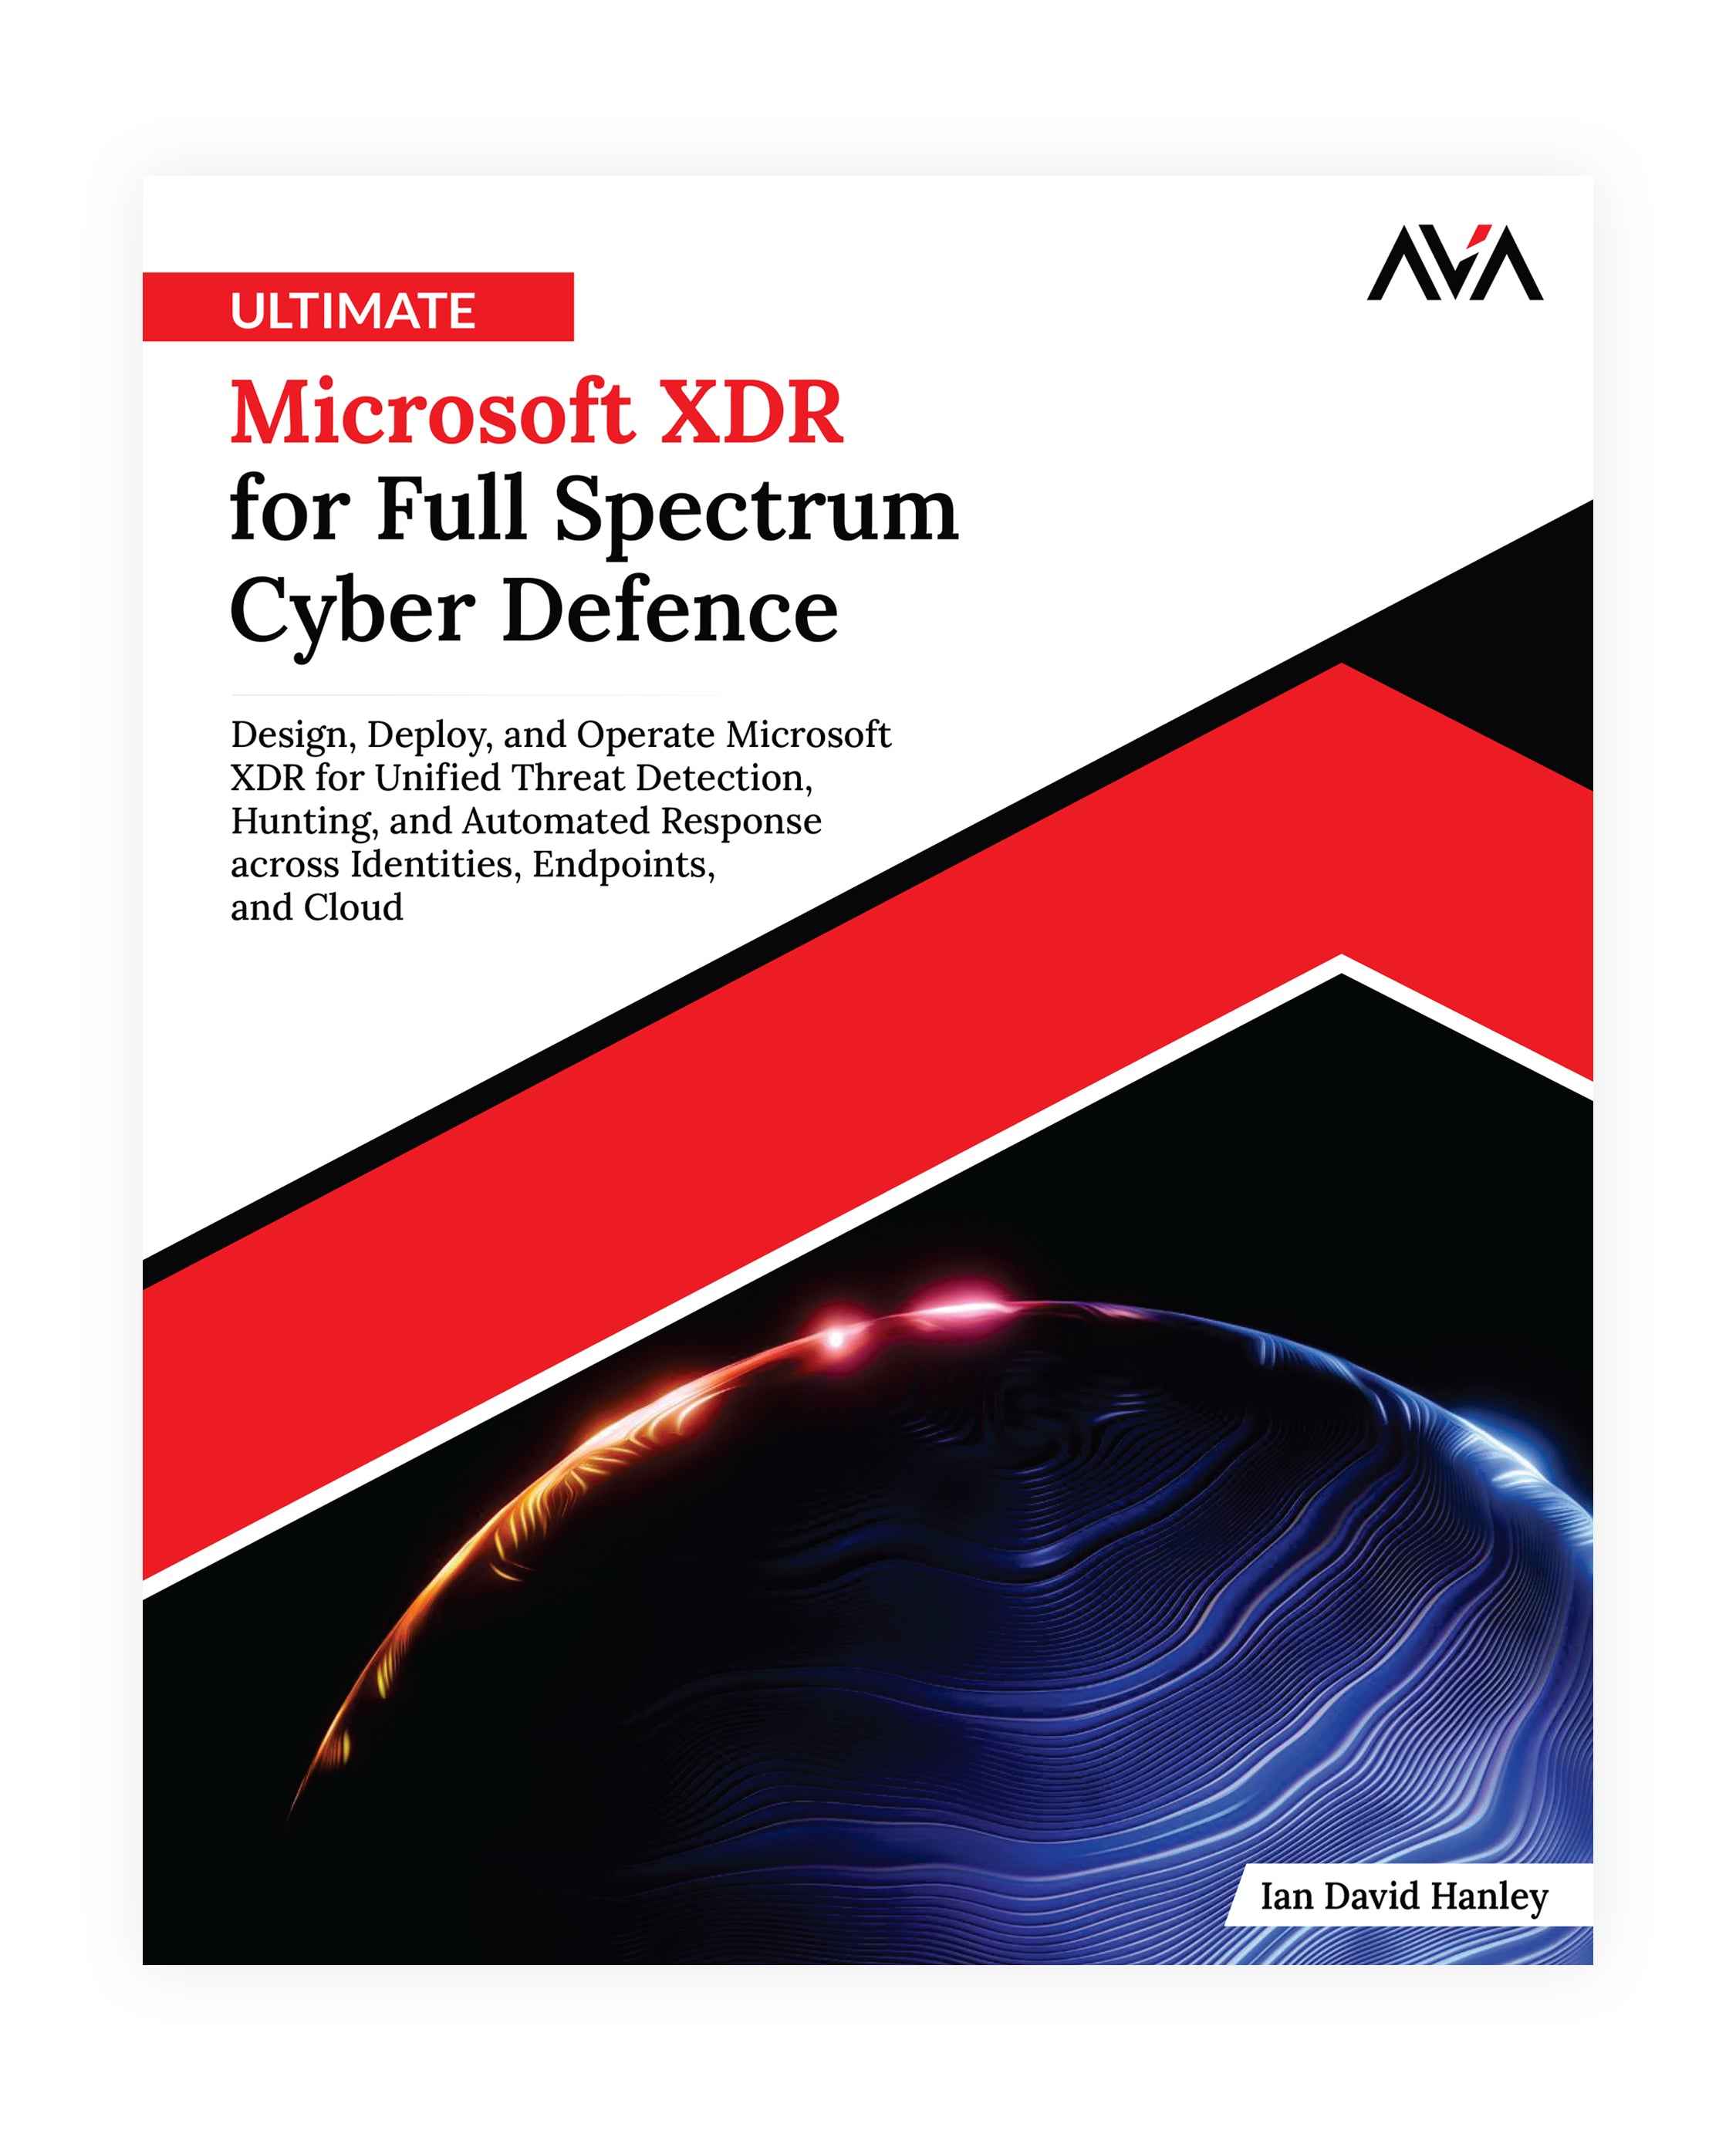 AVA
ULTIMATE
Microsoft XDR
for Full Spectrum
Cyber Defence
Design, Deploy, and Operate Microsoft
XDR for Unified Threat Detection,
Hunting, and Automated Response
across Identities, Endpoints,
and Cloud
Ian David Hanley